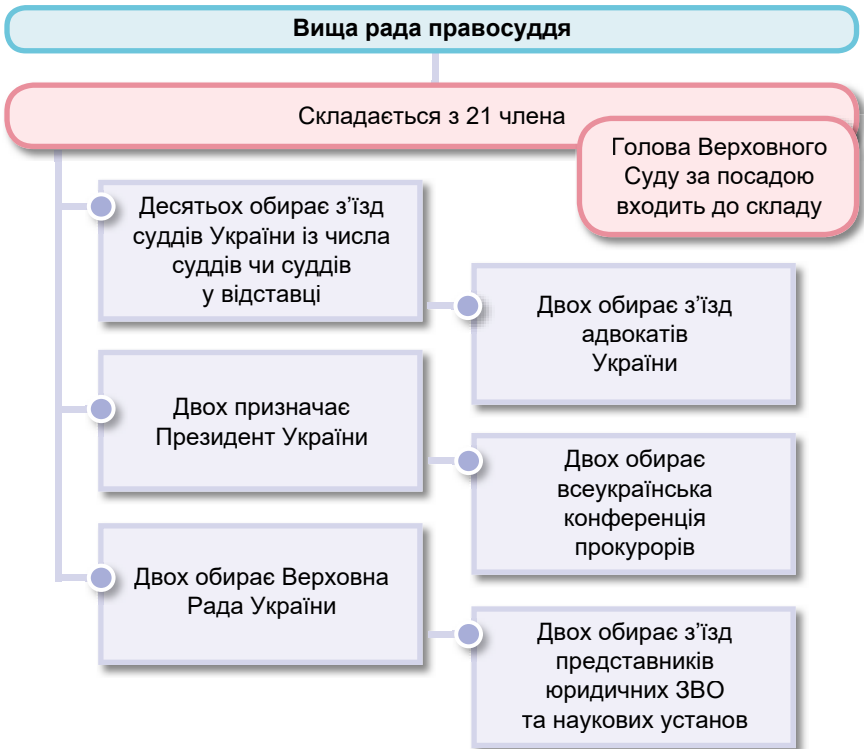 Вища рада правосуддя
Складається з 21 члена
Голова Верховного
Суду за посадою
входить до складу
Десятьох обирає з’їзд
суддів України із числа
суддів чи суддів
у відставці
Двох обирає з’їзд
адвокатів
України
Двох призначає
Президент України
Двох обирає
всеукраїнська
конференція
прокурорів
Двох обирає Верховна
Рада України
Двох обирає з’їзд
представників
юридичних ЗВО
та наукових установ